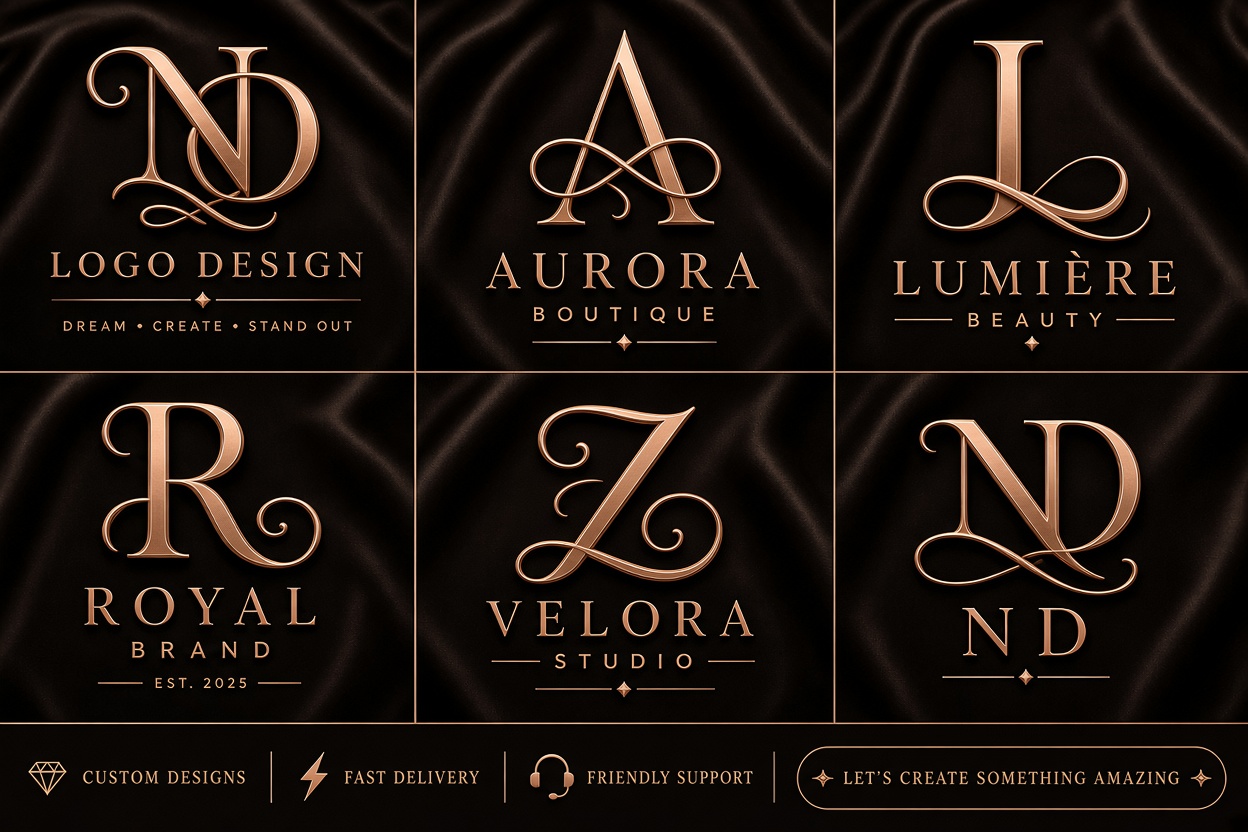 ND
LOGO DESIGN
DREAM • CREATE • STAND OUT
A
AURORA
BOUTIQUE
L
LUMIÈRE
BEAUTY
R
ROYAL
BRAND
EST. 2025
Z
VELORA
STUDIO
ND
N D
CUSTOM DESIGNS
FAST DELIVERY
FRIENDLY SUPPORT
LET'S CREATE SOMETHING AMAZING